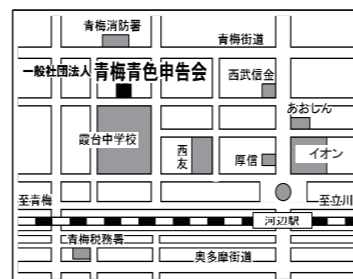 青梅消防署
青梅街道
一般社団法人 青梅青色申告会
西武信金
あおしん
霞台中学校
西友
厚信
イオン
至青梅
至立川
河辺駅
青梅税務署
奥多摩街道